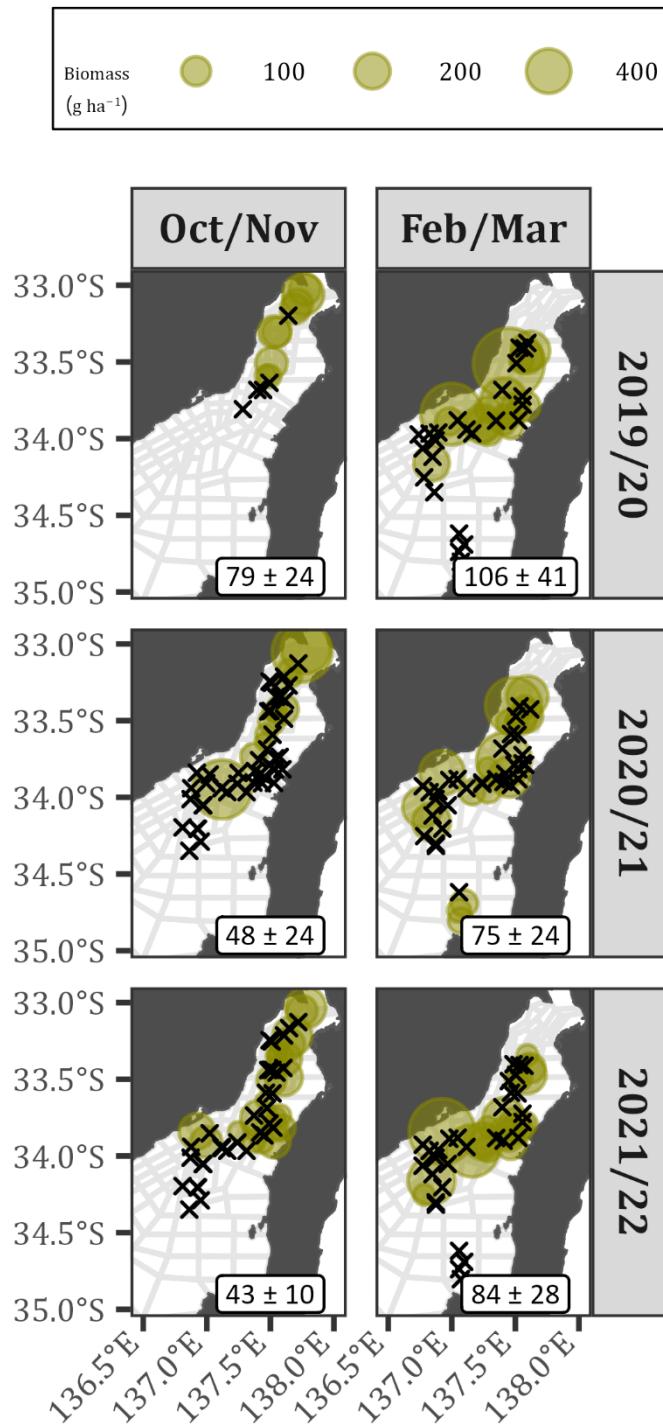 Biomass
(g ha⁻¹)
100
200
400
Oct/Nov
Feb/Mar
33.0°S
33.5°S
34.0°S
34.5°S
35.0°S
79 ± 24
106 ± 41
2019/20
33.0°S
33.5°S
34.0°S
34.5°S
35.0°S
48 ± 24
75 ± 24
2020/21
33.0°S
33.5°S
34.0°S
34.5°S
35.0°S
43 ± 10
84 ± 28
2021/22
136.5°E
137.0°E
137.5°E
138.0°E
136.5°E
137.0°E
137.5°E
138.0°E